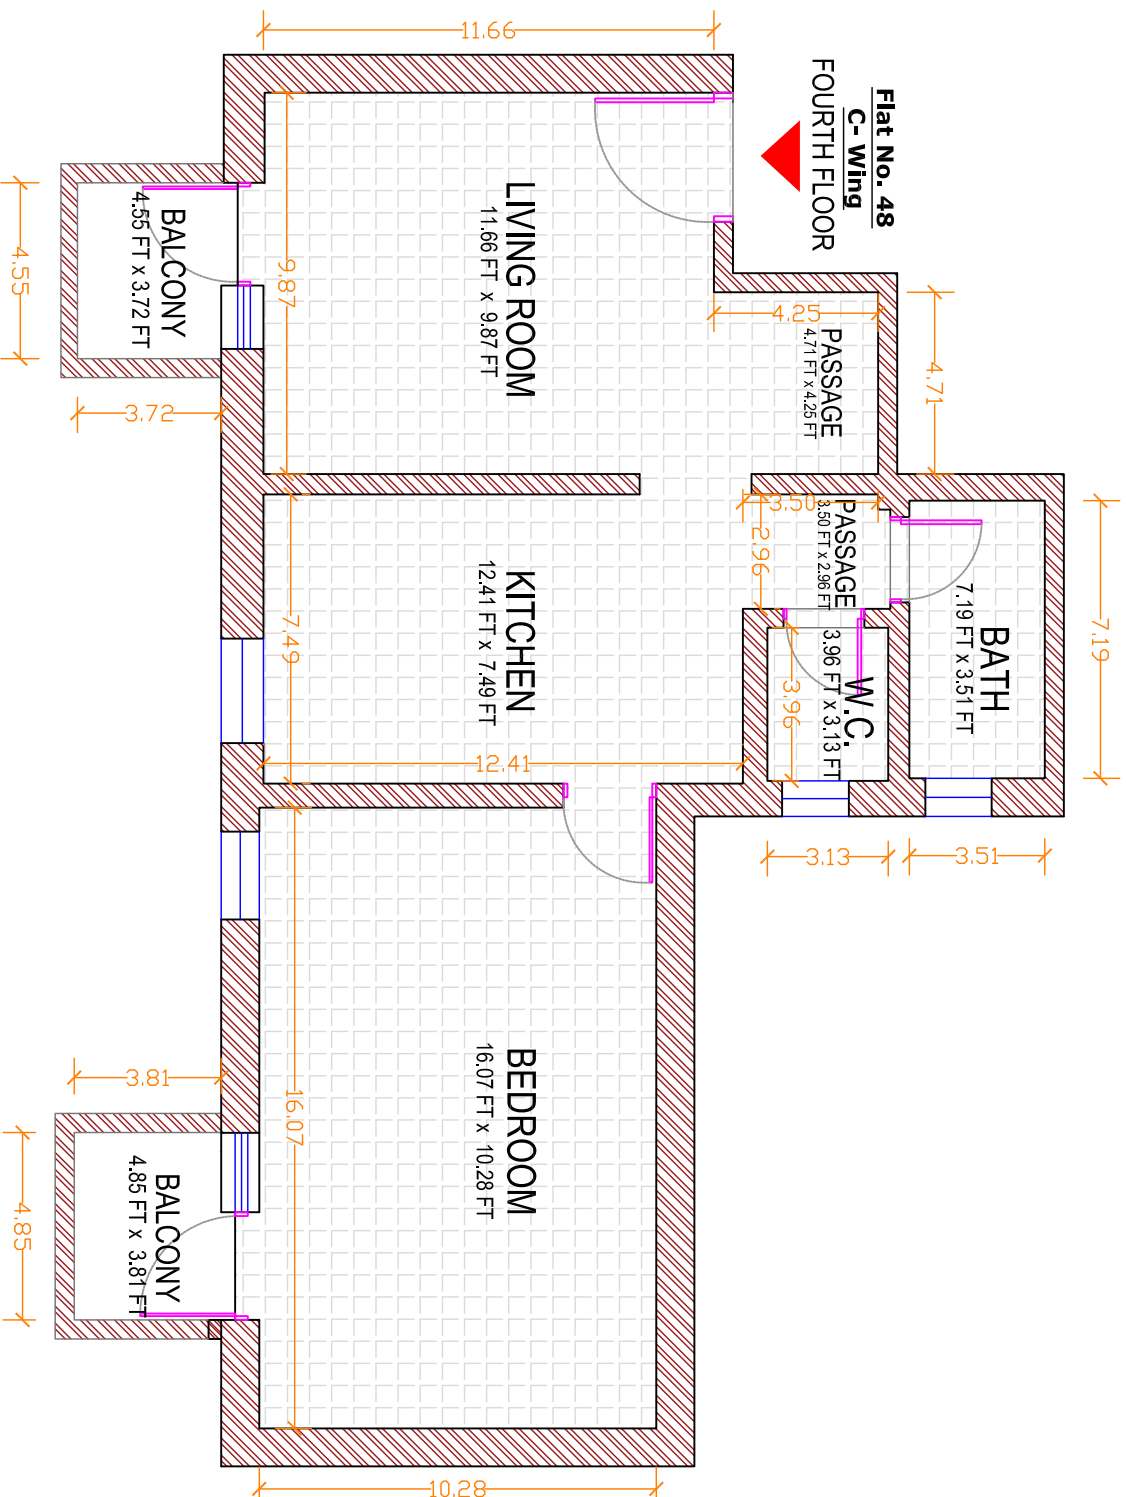 Flat No. 48
C- Wing
FOURTH FLOOR
11.66
LIVING ROOM
11.66 FT x 9.87 FT
9.87
BALCONY
4.55 FT x 3.72 FT
4.55
3.72
PASSAGE
4.71 FT x 4.25 FT
4.25
4.71
PASSAGE
3.50 FT x 2.96 FT
3.50
2.96
BATH
7.19 FT x 3.51 FT
7.19
3.51
W.C.
3.96 FT x 3.13 FT
3.96
3.13
KITCHEN
12.41 FT x 7.49 FT
7.49
12.41
BEDROOM
16.07 FT x 10.28 FT
16.07
10.28
BALCONY
4.85 FT x 3.81 FT
3.81
4.85